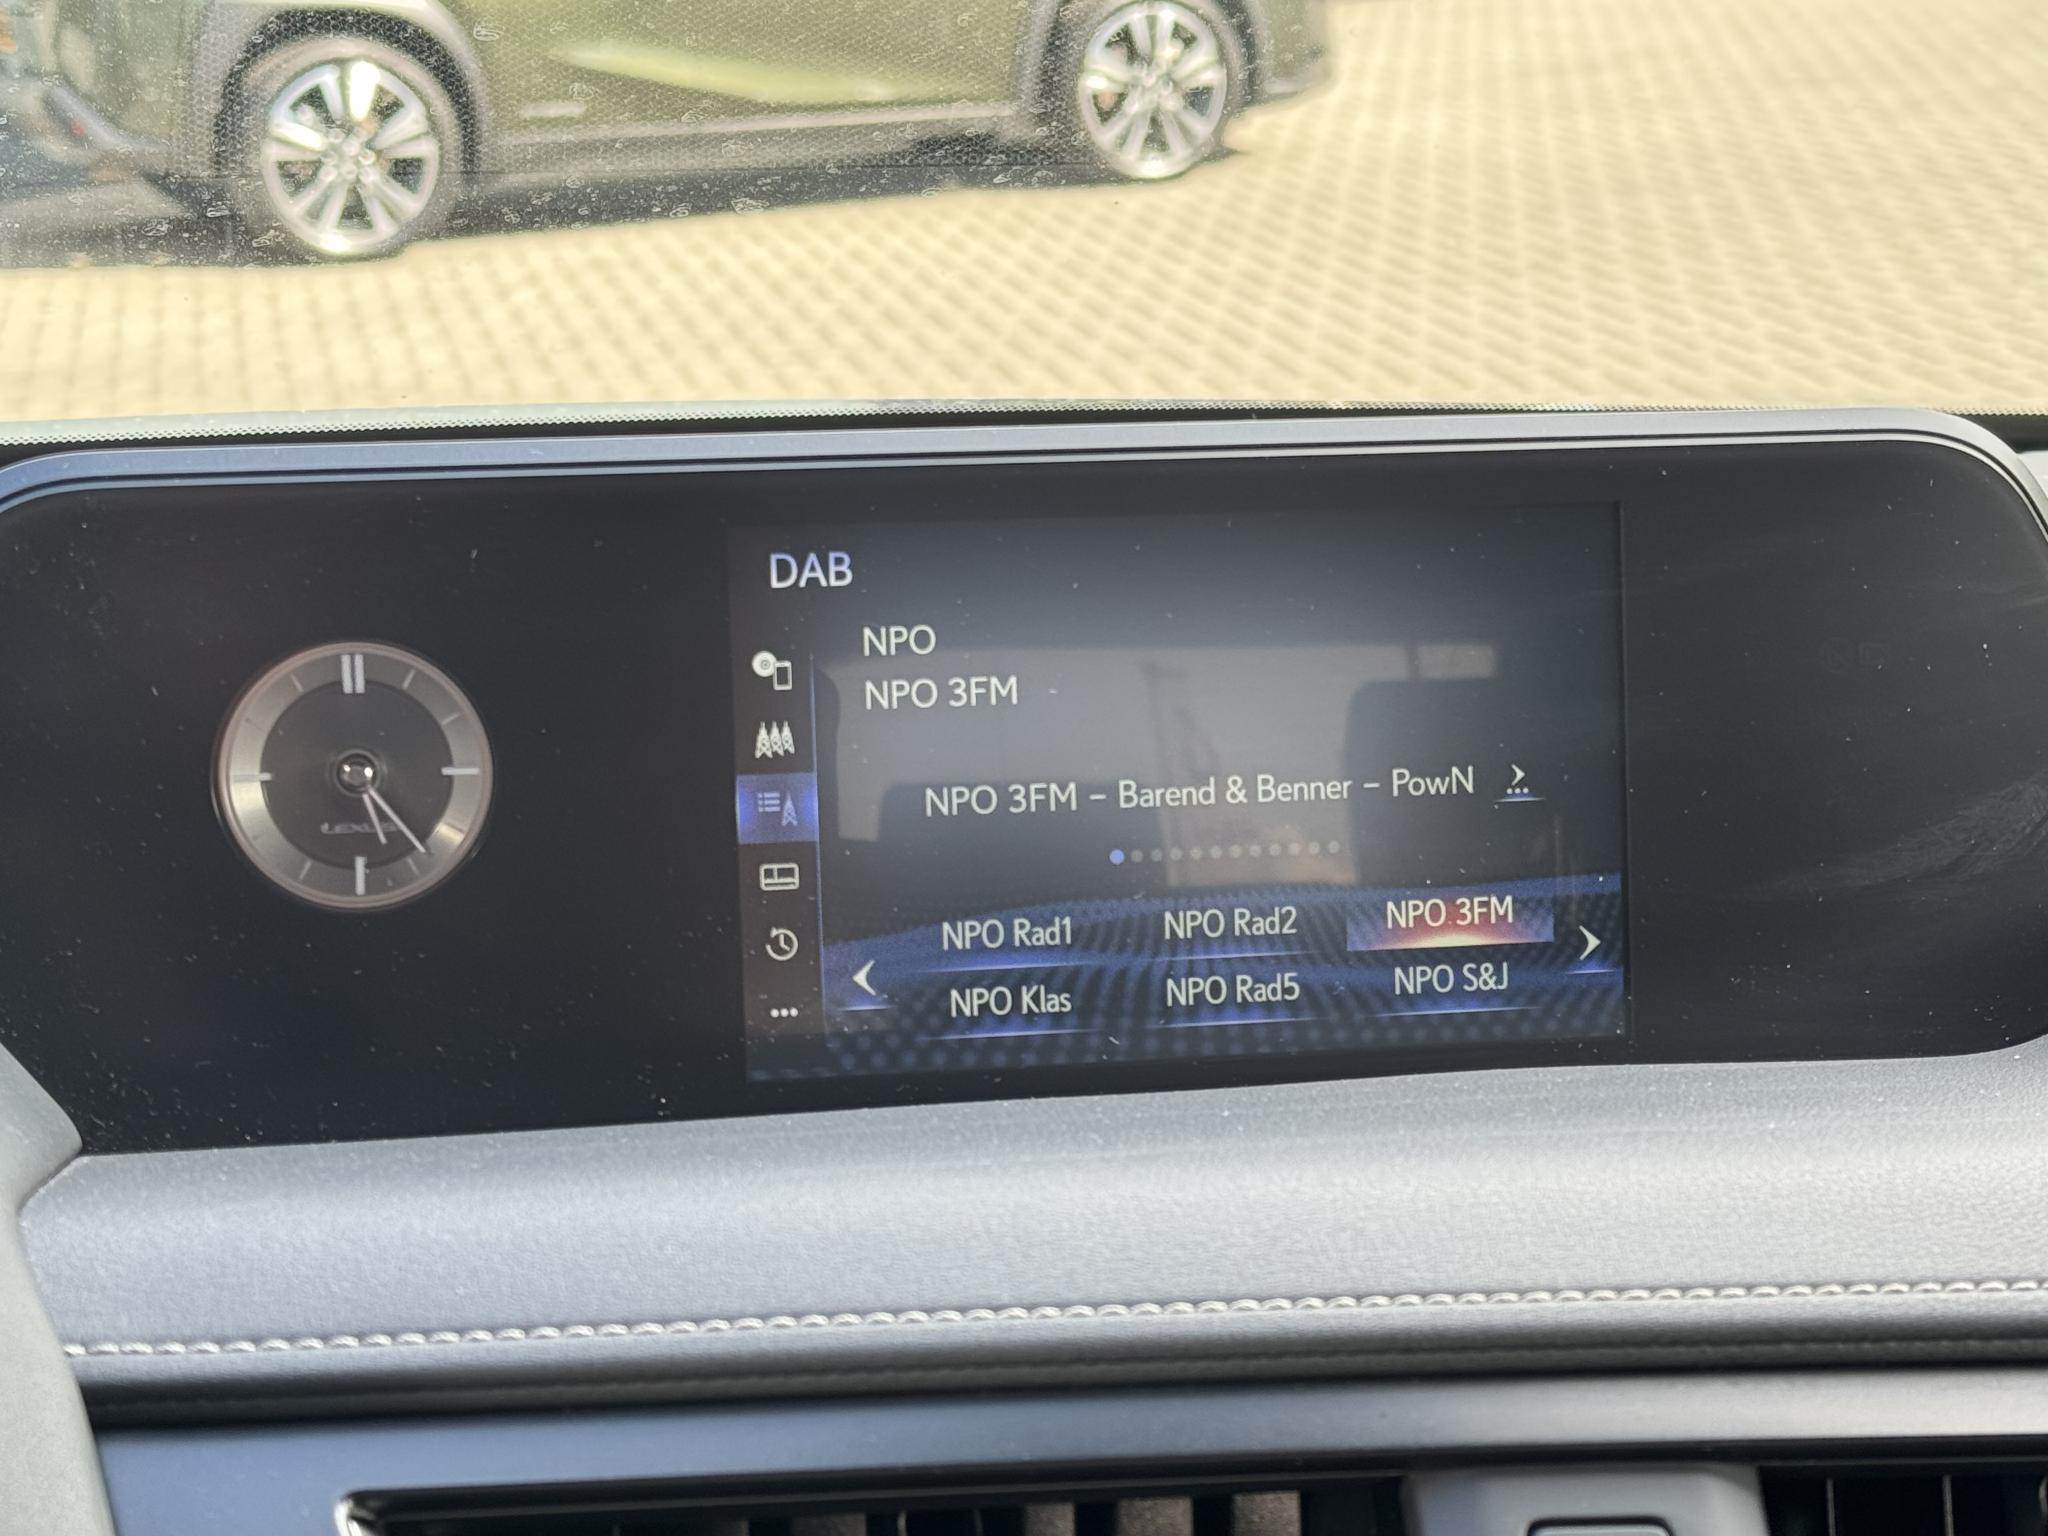 DAB
NPO
NPO 3FM
NPO 3FM – Barend & Benner – PowN
NPO Rad1 NPO Rad2 NPO 3FM
NPO Klas NPO Rad5 NPO S&J
LEXUS